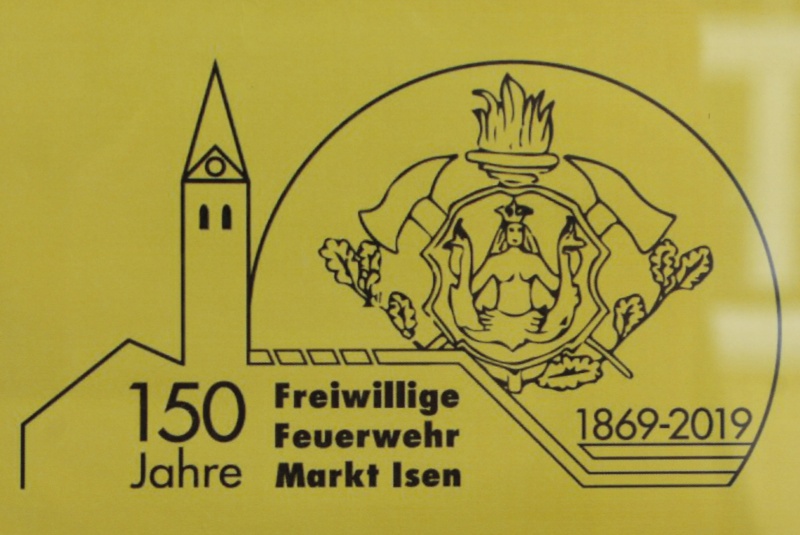 150
Jahre
Freiwillige
Feuerwehr
Markt Isen
1869-2019